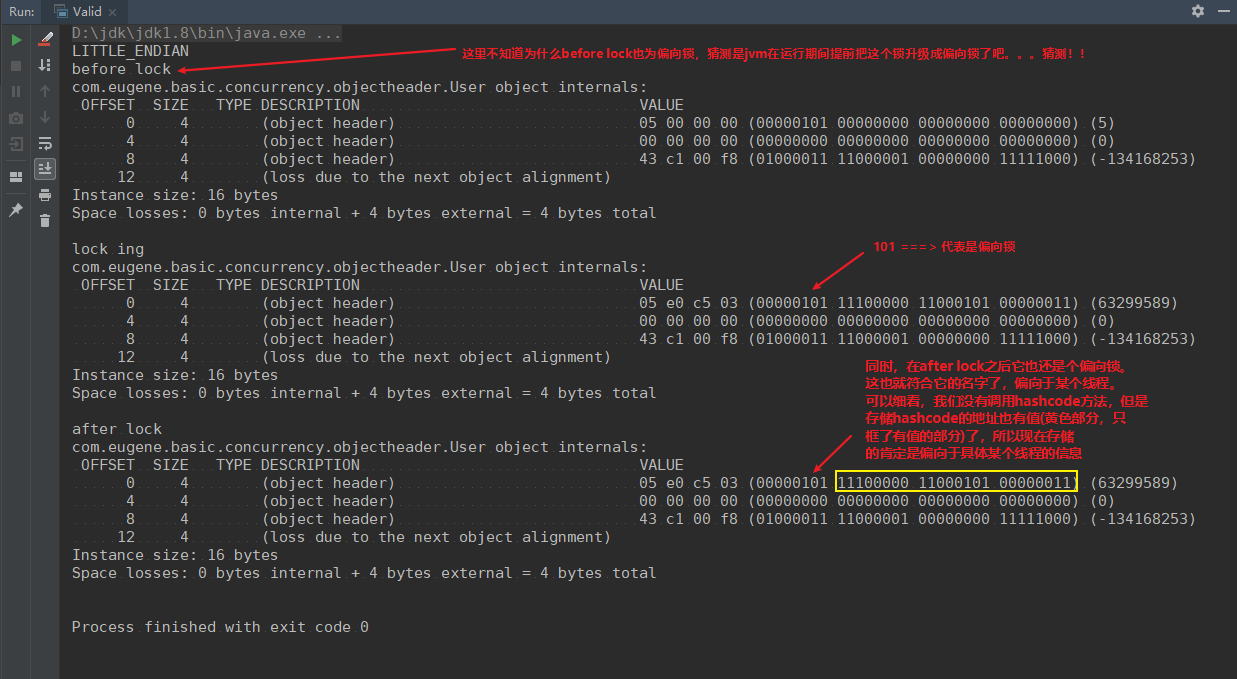 Run: Valid
D:\jdk\jdk1.8\bin\java.exe ...
LITTLE_ENDIAN
before lock
这里不知道为什么before lock也为偏向锁，猜测是jvm在运行期间提前把这个锁升级成偏向锁了吧。。。猜测！！
com.eugene.basic.concurrency.objectheader.User object internals:
OFFSET SIZE TYPE DESCRIPTION VALUE
0 4 (object header) 05 00 00 00 (00000101 00000000 00000000 00000000) (5)
4 4 (object header) 00 00 00 00 (00000000 00000000 00000000 00000000) (0)
8 4 (object header) 43 c1 00 f8 (01000011 11000001 00000000 11111000) (-134168253)
12 4 (loss due to the next object alignment)
Instance size: 16 bytes
Space losses: 0 bytes internal + 4 bytes external = 4 bytes total
lock ing
101 ===> 代表是偏向锁
com.eugene.basic.concurrency.objectheader.User object internals:
OFFSET SIZE TYPE DESCRIPTION VALUE
0 4 (object header) 05 e0 c5 03 (00000101 11100000 11000101 00000011) (63299589)
4 4 (object header) 00 00 00 00 (00000000 00000000 00000000 00000000) (0)
8 4 (object header) 43 c1 00 f8 (01000011 11000001 00000000 11111000) (-134168253)
12 4 (loss due to the next object alignment)
Instance size: 16 bytes
Space losses: 0 bytes internal + 4 bytes external = 4 bytes total
同时，在after lock之后它也还是个偏向锁。
这也就符合它的名字了，偏向于某个线程。
可以细看，我们没有调用hashcode方法，但是
存储hashcode的地址也有值(黄色部分，只
框了有值的部分)了，所以现在存储
的肯定是偏向于具体某个线程的信息
after lock
com.eugene.basic.concurrency.objectheader.User object internals:
OFFSET SIZE TYPE DESCRIPTION VALUE
0 4 (object header) 05 e0 c5 03 (00000101 11100000 11000101 00000011) (63299589)
4 4 (object header) 00 00 00 00 (00000000 00000000 00000000 00000000) (0)
8 4 (object header) 43 c1 00 f8 (01000011 11000001 00000000 11111000) (-134168253)
12 4 (loss due to the next object alignment)
Instance size: 16 bytes
Space losses: 0 bytes internal + 4 bytes external = 4 bytes total
Process finished with exit code 0